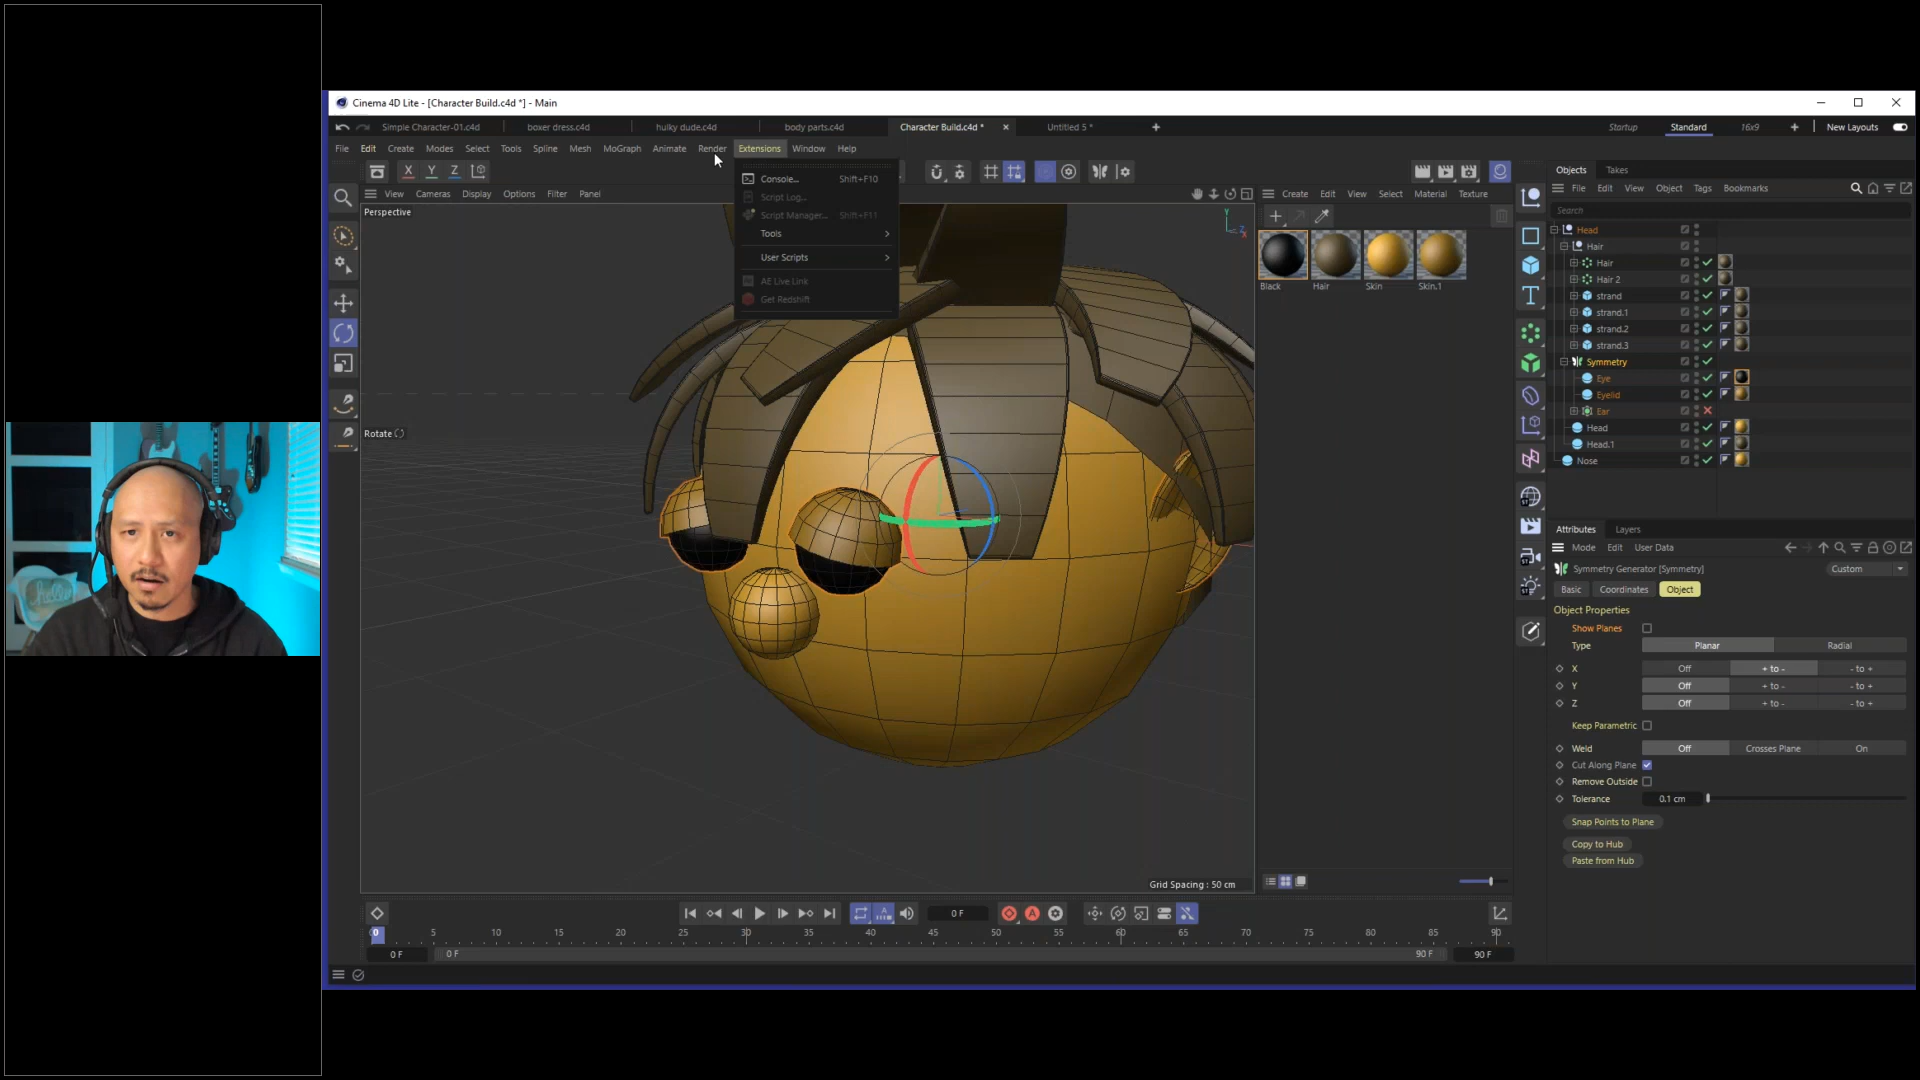 Cinema 4D Lite - [Character Build.c4d *] - Main
Simple Character-01.c4d
boxer dress.c4d
hulky dude.c4d
body parts.c4d
Character Build.c4d *
Untitled 5 *
Startup
Standard
16x9
New Layouts
File Edit Create Modes Select Tools Spline Mesh MoGraph Animate Render Extensions Window Help
X Y Z
View Cameras Display Options Filter Panel
Perspective
Rotate
Console... Shift+F10
Script Log...
Script Manager... Shift+F11
Tools
User Scripts
AE Live Link
Get Redshift
Y
Z
X
Grid Spacing : 50 cm
Create Edit View Select Material Texture
Black
Hair
Skin
Skin.1
Objects Takes
File Edit View Object Tags Bookmarks
Search
Head
Hair
Hair
Hair 2
strand
strand.1
strand.2
strand.3
Symmetry
Eye
Eyelid
Ear
Head
Head.1
Nose
Attributes Layers
Mode Edit User Data
Symmetry Generator [Symmetry]
Custom
Basic Coordinates Object
Object Properties
Show Planes
Type Planar Radial
X Off + to - - to +
Y Off + to - - to +
Z Off + to - - to +
Keep Parametric
Weld Off Crosses Plane On
Cut Along Plane
Remove Outside
Tolerance 0.1 cm
Snap Points to Plane
Copy to Hub
Paste from Hub
0 F
0 5 10 15 20 25 30 35 40 45 50 55 60 65 70 75 80 85 90
0 F 0 F 90 F 90 F
hello